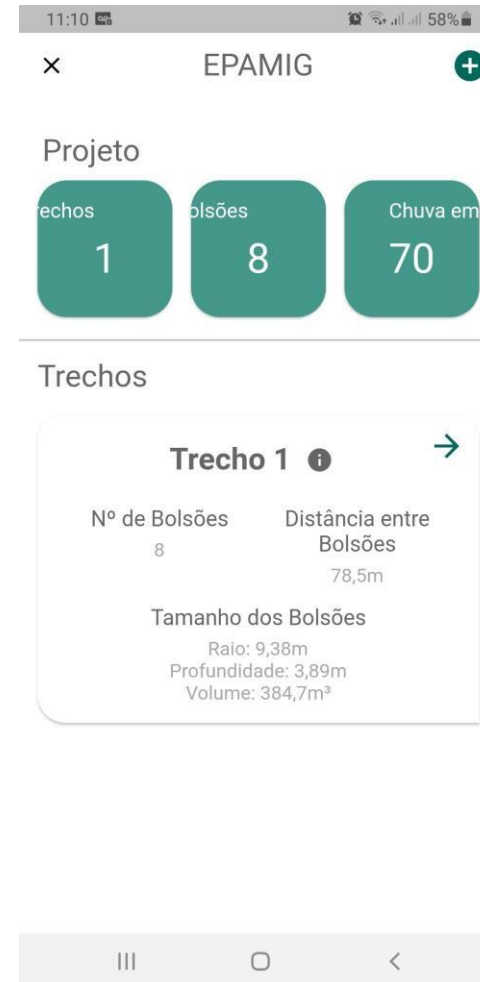 11:10
58%
EPAMIG
Projeto
echos
olsões
Chuva em
1
8
70
Trechos
Trecho 1
Nº de Bolsões
8
Distância entre
Bolsões
78,5m
Tamanho dos Bolsões
Raio: 9,38m
Profundidade: 3,89m
Volume: 384,7m³